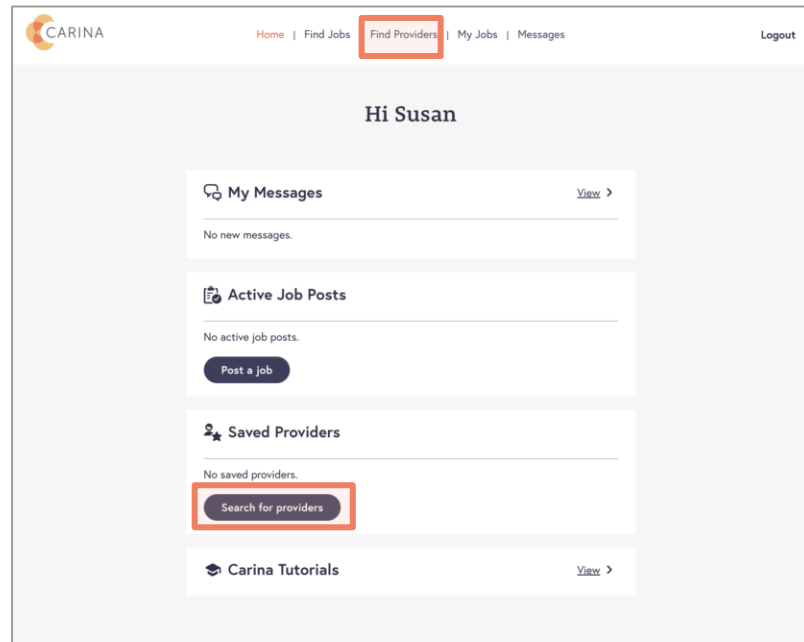 CARINA
Home | Find Jobs | Find Providers | My Jobs | Messages
Logout
Hi Susan
My Messages
View >
No new messages.
Active Job Posts
No active job posts.
Post a job
Saved Providers
No saved providers.
Search for providers
Carina Tutorials
View >